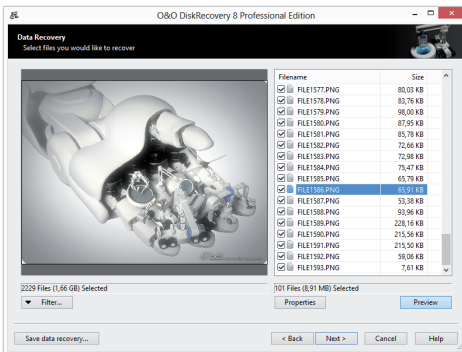 O&O DiskRecovery 8 Professional Edition
Data Recovery
Select files you would like to recover
Filename Size
FILE1577.PNG 80,03 KB
FILE1578.PNG 83,76 KB
FILE1579.PNG 98,00 KB
FILE1580.PNG 87,95 KB
FILE1581.PNG 85,78 KB
FILE1582.PNG 72,66 KB
FILE1583.PNG 72,98 KB
FILE1584.PNG 75,47 KB
FILE1585.PNG 65,79 KB
FILE1586.PNG 65,91 KB
FILE1587.PNG 53,38 KB
FILE1588.PNG 93,96 KB
FILE1589.PNG 228,16 KB
FILE1590.PNG 215,56 KB
FILE1591.PNG 215,50 KB
FILE1592.PNG 59,06 KB
FILE1593.PNG 7,61 KB
2229 Files (1,66 GB) Selected
101 Files (8,91 MB) Selected
Filter...
Properties
Preview
Save data recovery...
< Back
Next >
Cancel
Help